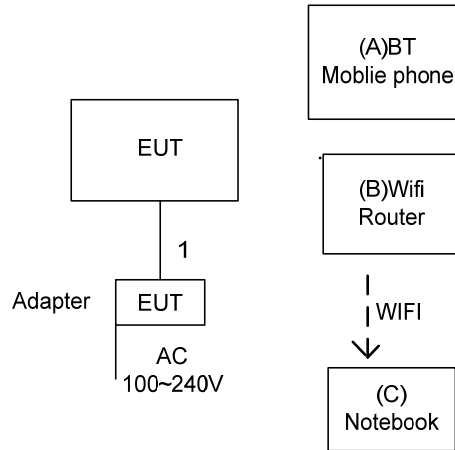 (A)BT
Moblie phone
EUT
(B)Wifi
Router
1
Adapter
EUT
WIFI
AC
100~240V
(C)
Notebook